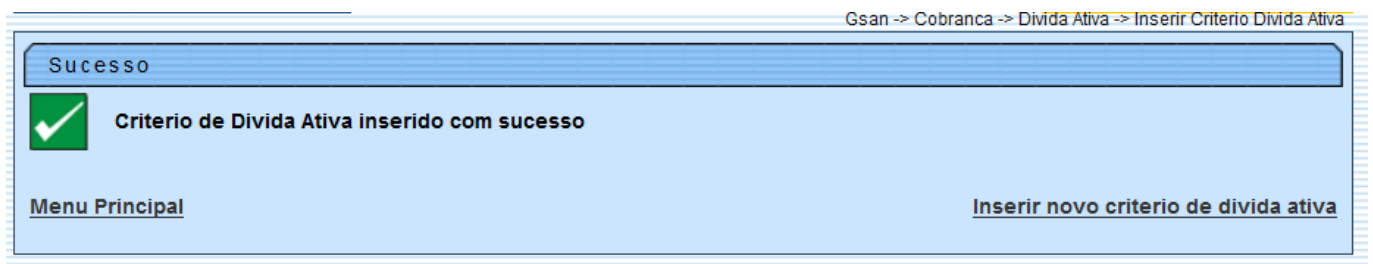 Gsan -> Cobranca -> Divida Ativa -> Inserir Criterio Divida Ativa
Sucesso
Criterio de Divida Ativa inserido com sucesso
Menu Principal
Inserir novo criterio de divida ativa